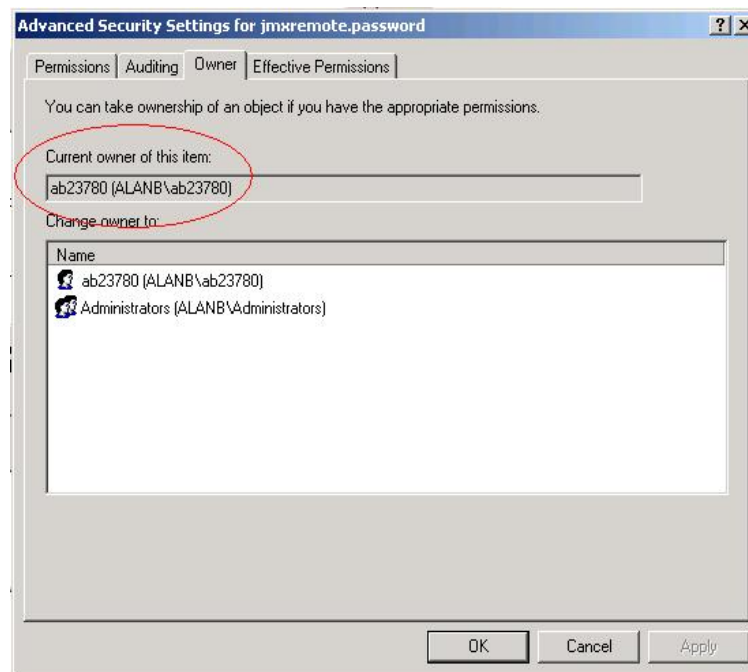 Advanced Security Settings for jmxremote.password
Permissions Auditing Owner Effective Permissions
You can take ownership of an object if you have the appropriate permissions.
Current owner of this item:
ab23780 (ALANB\ab23780)
Change owner to:
Name
ab23780 (ALANB\ab23780)
Administrators (ALANB\Administrators)
OK Cancel Apply